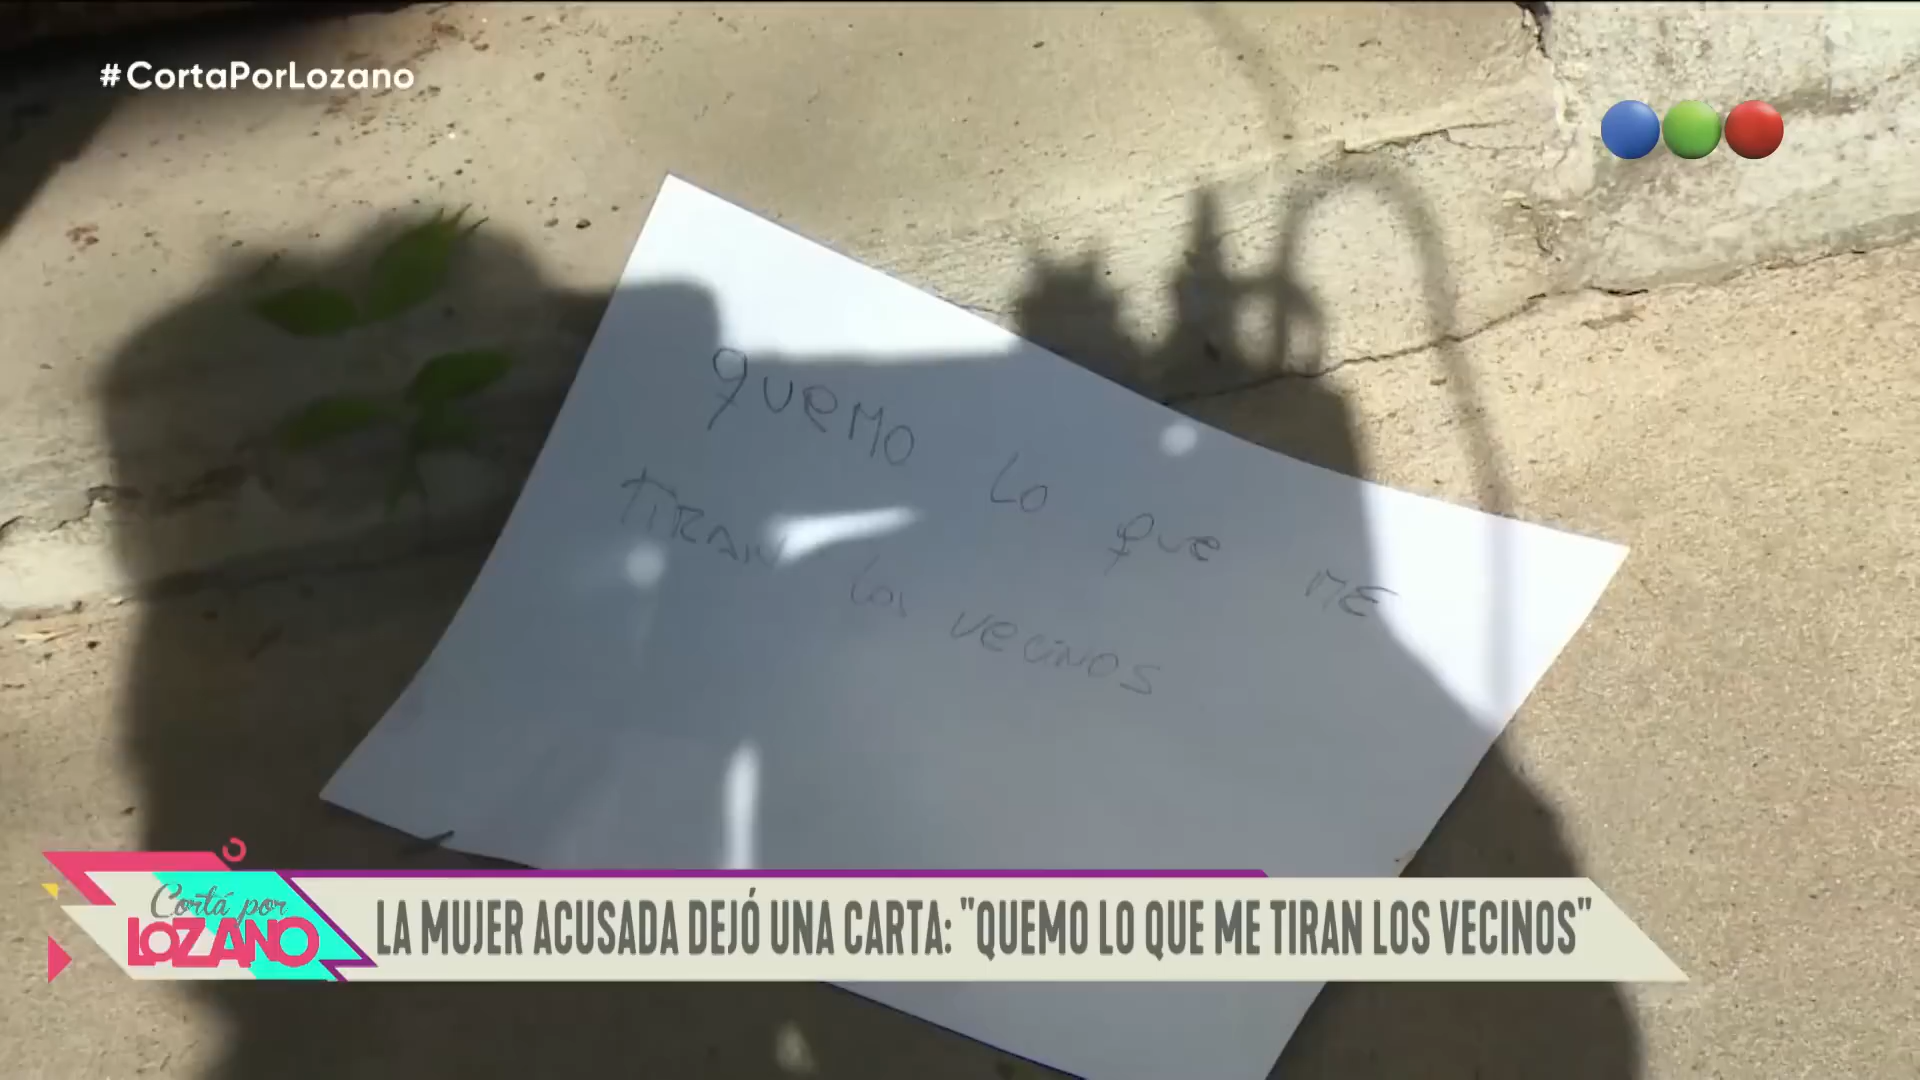 #CortaPorLozano
QUEMO LO QUE ME
TIRAN LOS VECINOS
Cortá por
LOZANO
LA MUJER ACUSADA DEJÓ UNA CARTA: "QUEMO LO QUE ME TIRAN LOS VECINOS"